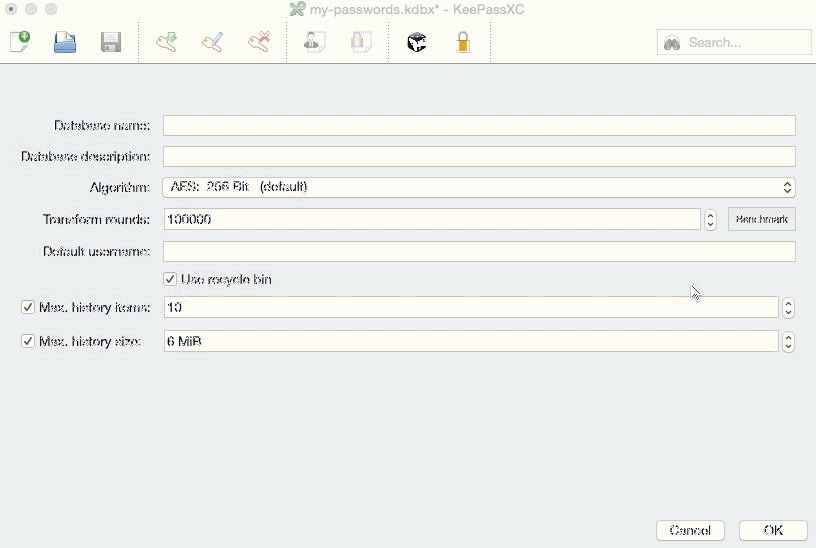 my-passwords.kdbx* - KeePassXC
Search...
Database name:
Database description:
Algorithm: AES: 256 Bit (default)
Transform rounds: 100000 Benchmark
Default username:
Use recycle bin
Max. history items: 10
Max. history size: 6 MiB
Cancel OK